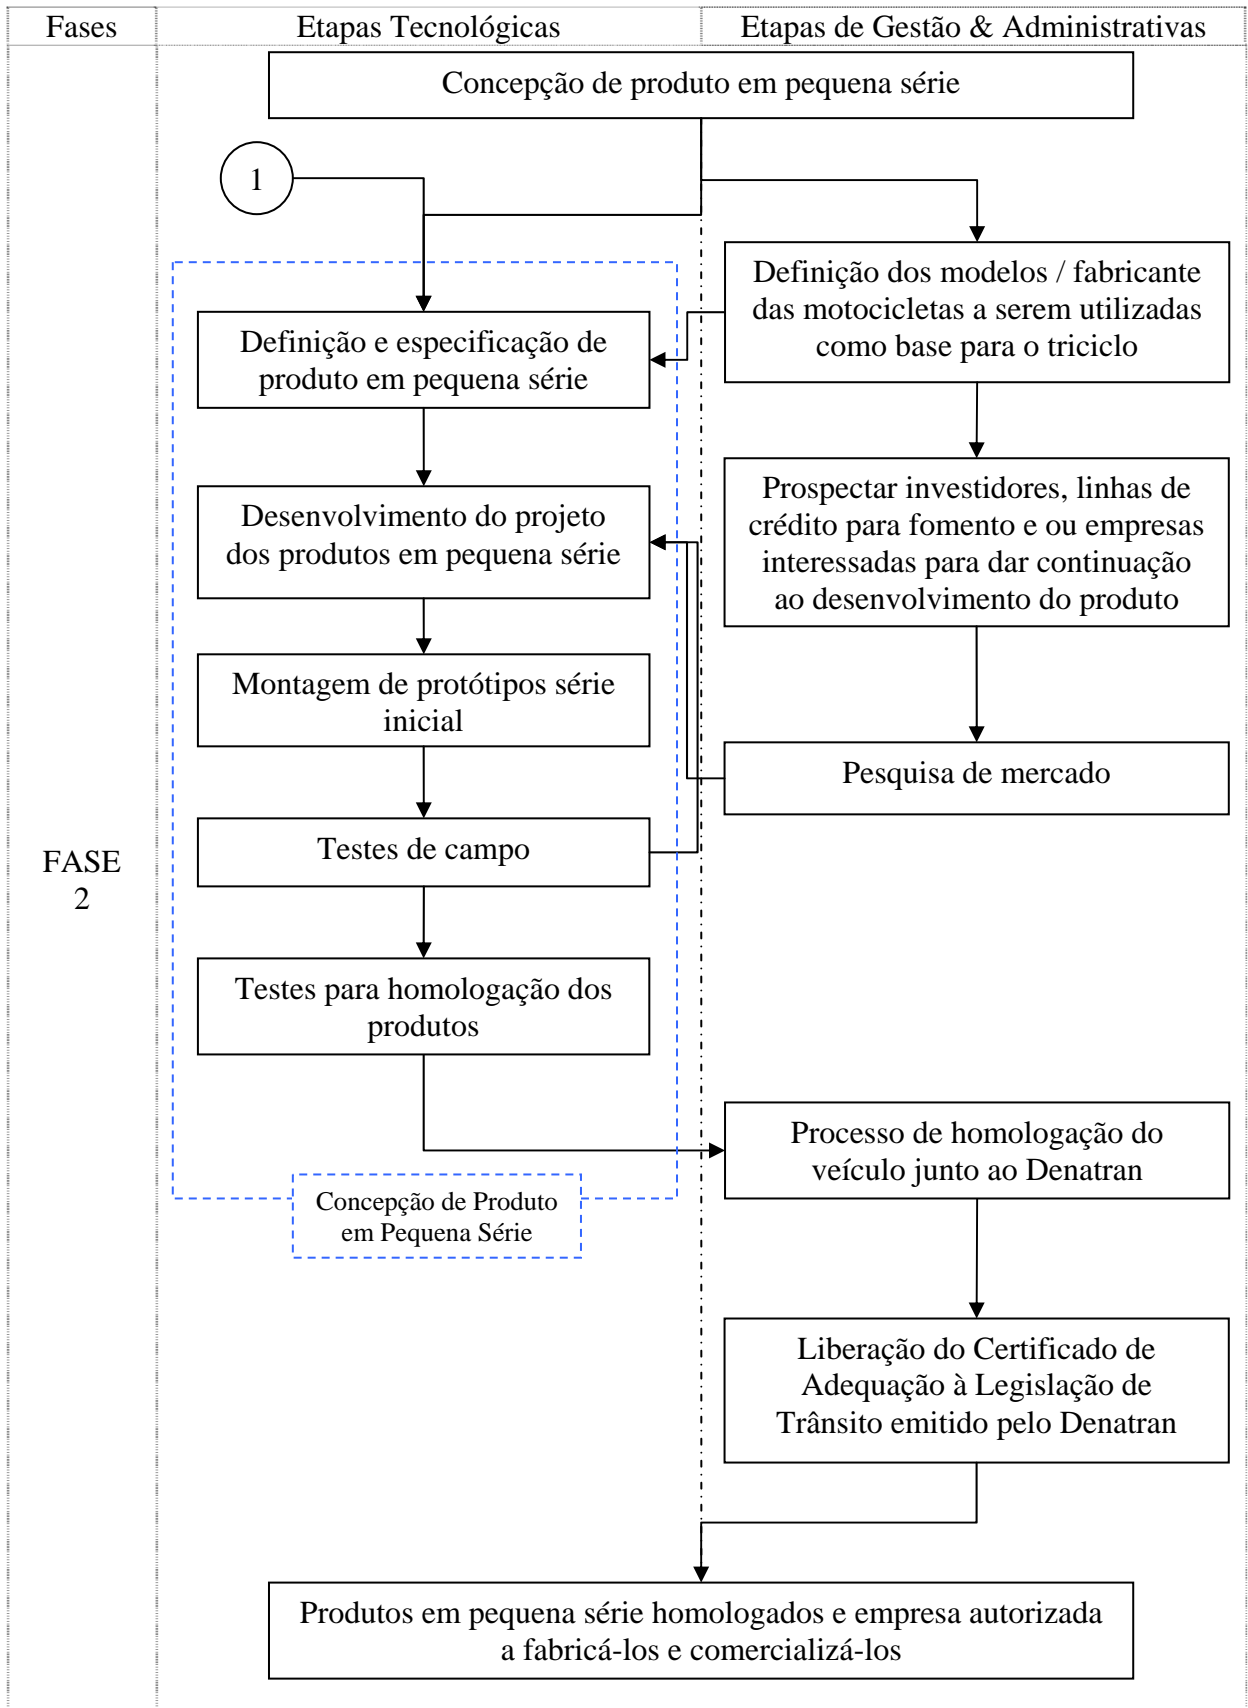 Fases
Etapas Tecnológicas
Etapas de Gestão & Administrativas
Concepção de produto em pequena série
1
Definição dos modelos / fabricante
das motocicletas a serem utilizadas
como base para o triciclo
Definição e especificação de
produto em pequena série
Prospectar investidores, linhas de
crédito para fomento e ou empresas
interessadas para dar continuação
ao desenvolvimento do produto
Desenvolvimento do projeto
dos produtos em pequena série
Montagem de protótipos série
inicial
Pesquisa de mercado
Testes de campo
FASE
2
Testes para homologação dos
produtos
Processo de homologação do
veículo junto ao Denatran
Concepção de Produto
em Pequena Série
Liberação do Certificado de
Adequação à Legislação de
Trânsito emitido pelo Denatran
Produtos em pequena série homologados e empresa autorizada
a fabricá-los e comercializá-los